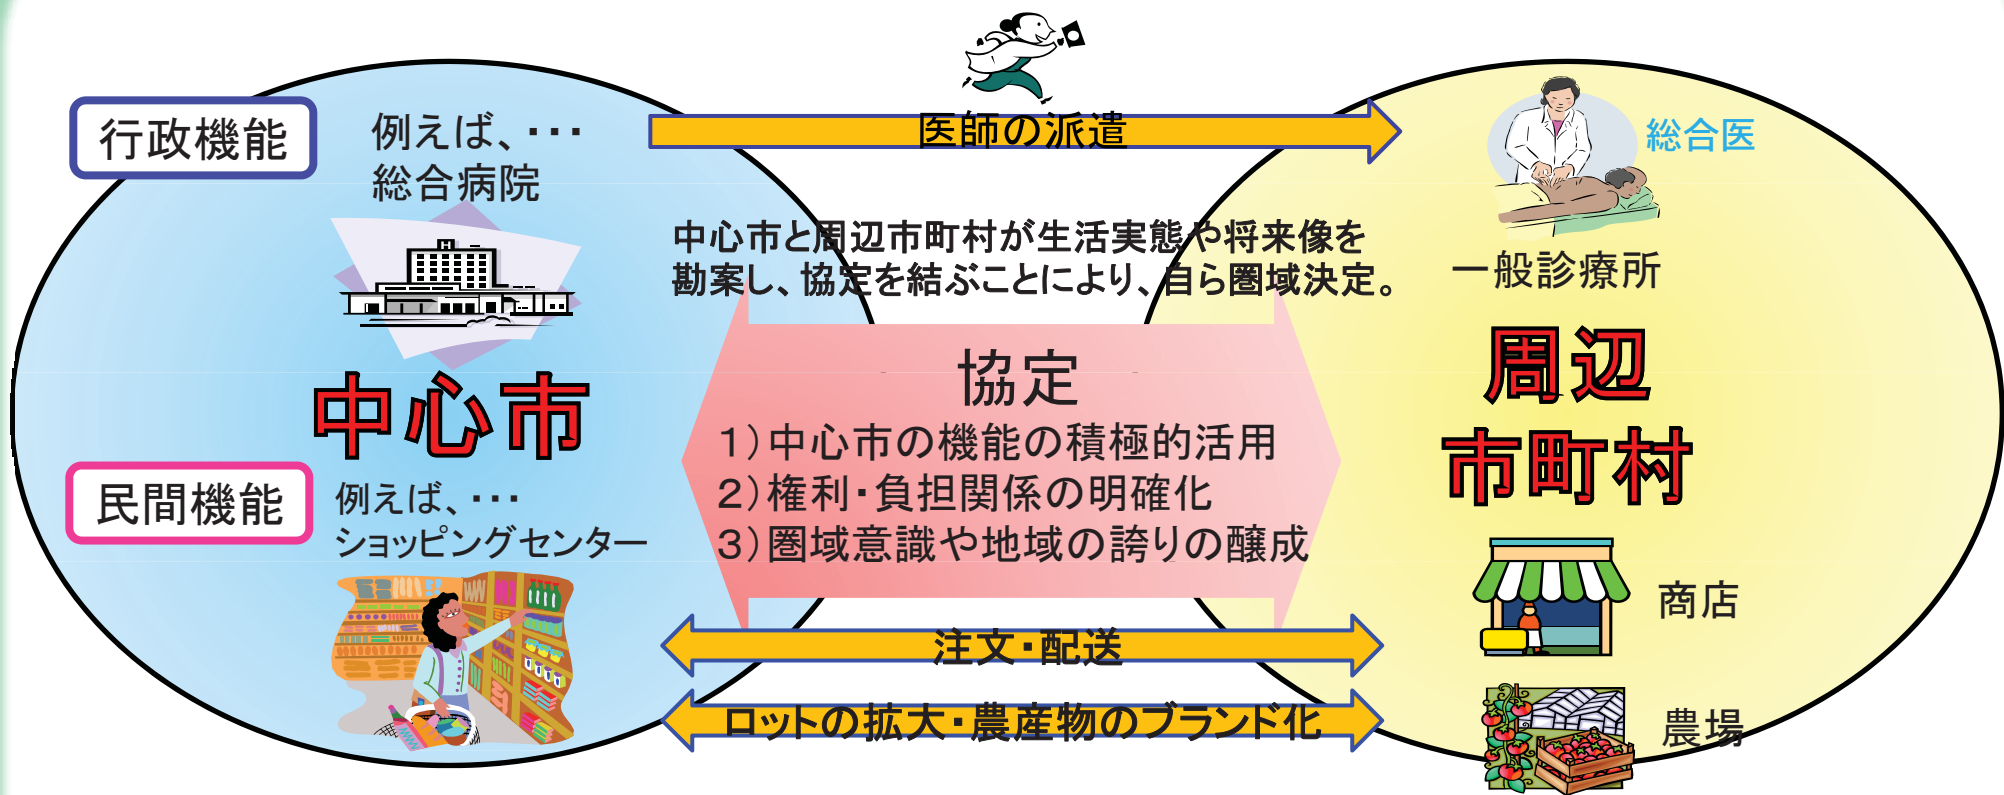 行政機能
例えば、・・・
総合病院
中心市
民間機能
例えば、・・・
ショッピングセンター
医師の派遣
中心市と周辺市町村が生活実態や将来像を
勘案し、協定を結ぶことにより、自ら圏域決定。
協定
1）中心市の機能の積極的活用
2）権利・負担関係の明確化
3）圏域意識や地域の誇りの醸成
注文・配送
ロットの拡大・農産物のブランド化
総合医
一般診療所
周辺
市町村
商店
農場